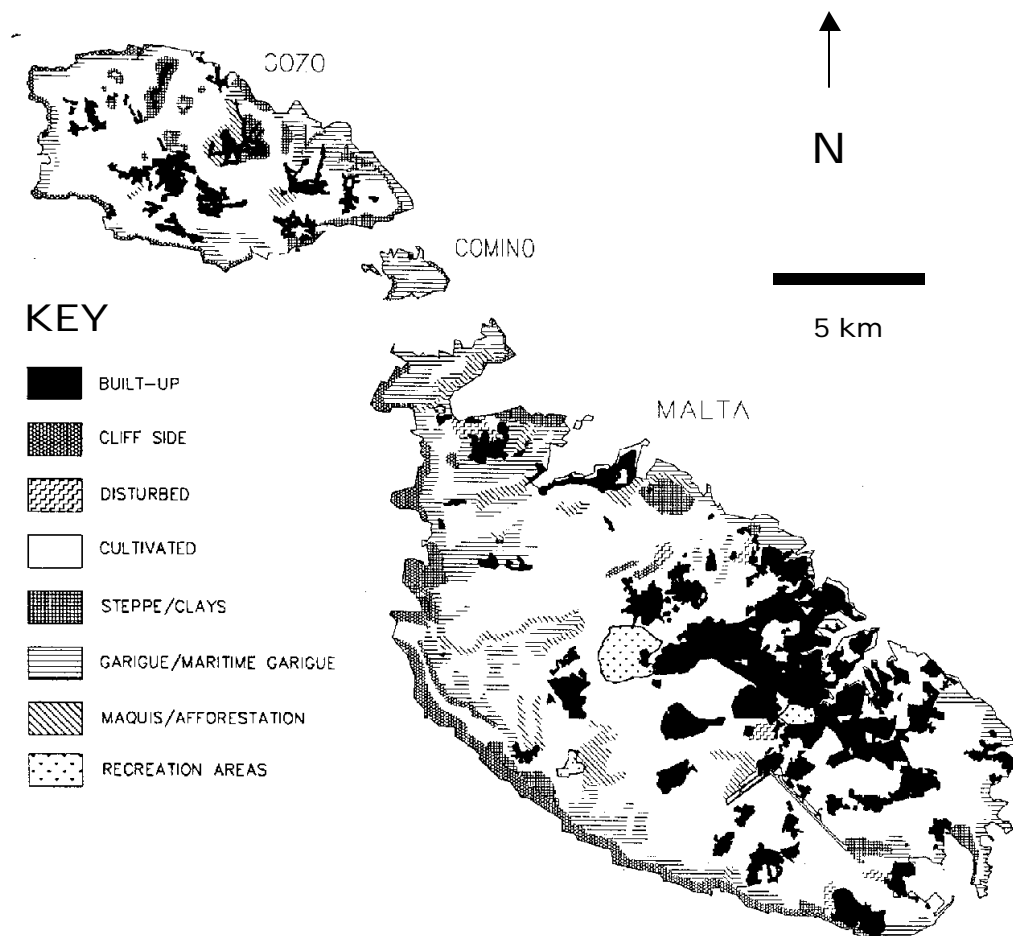 GOZO
N
COMINO
5 km
KEY
BUILT-UP
CLIFF SIDE
DISTURBED
CULTIVATED
STEPPE/CLAYS
GARIGUE/MARITIME GARIGUE
MAQUIS/AFFORESTATION
RECREATION AREAS
MALTA